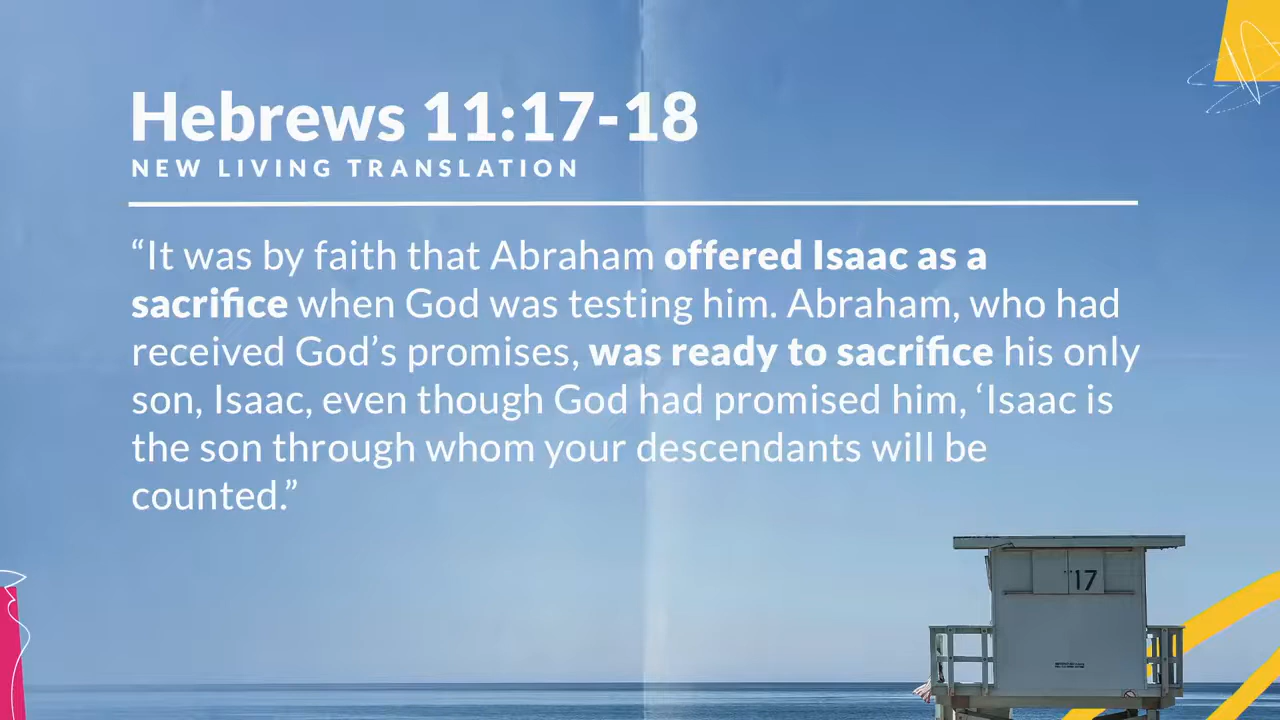 Hebrews 11:17-18
NEW LIVING TRANSLATION
“It was by faith that Abraham offered Isaac as a
sacrifice when God was testing him. Abraham, who had
received God’s promises, was ready to sacrifice his only
son, Isaac, even though God had promised him, ‘Isaac is
the son through whom your descendants will be
counted.”
17